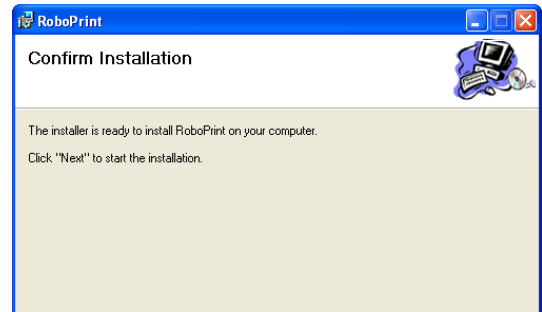 RoboPrint
Confirm Installation
The installer is ready to install RoboPrint on your computer.
Click "Next" to start the installation.